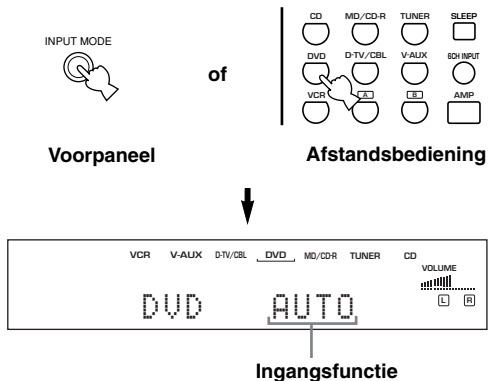 CD MD/CD-R TUNER SLEEP
INPUT MODE
DVD D-TV/CBL V-AUX 6CH INPUT
of
VCR A B AMP
Voorpaneel
Afstandsbediening
VCR V-AUX D-TV/CBL DVD MD/CD-R TUNER CD
VOLUME
DVD AUTO
L R
Ingangsfunctie